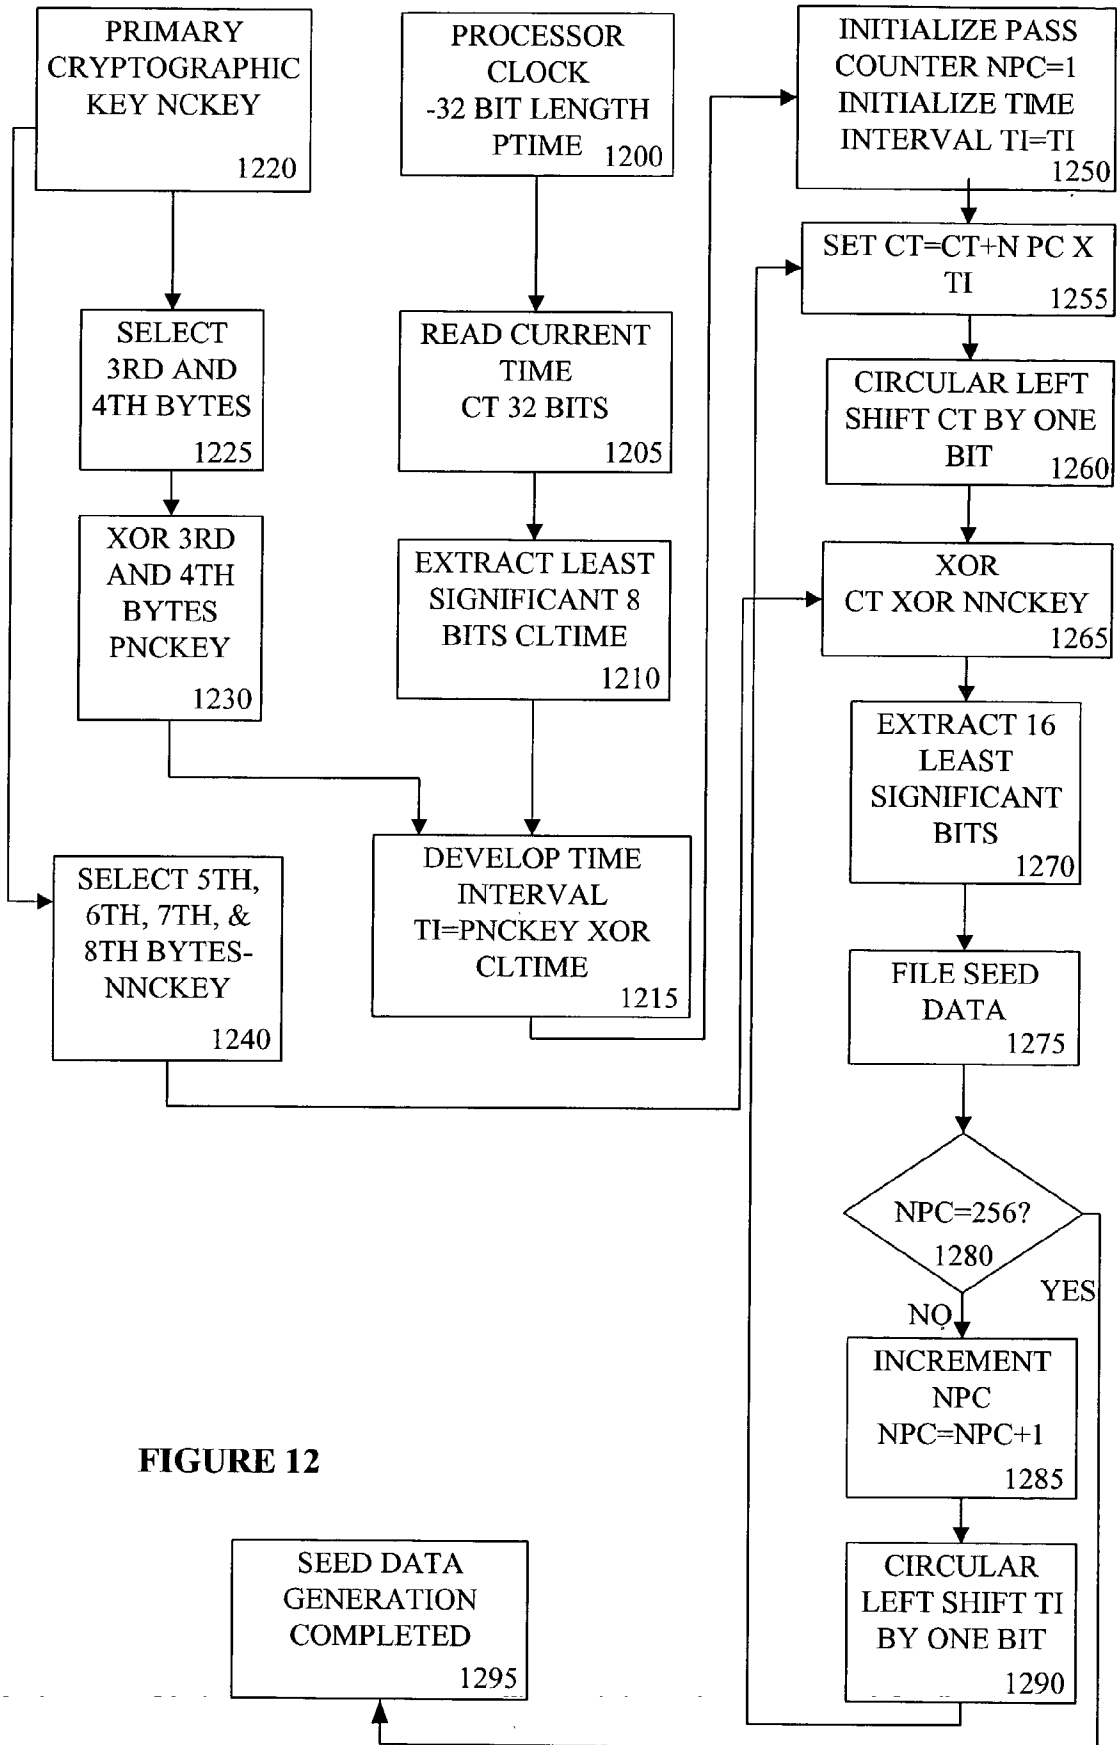 PRIMARY
CRYPTOGRAPHIC
KEY NCKEY
1220
PROCESSOR
CLOCK
-32 BIT LENGTH
PTIME
1200
INITIALIZE PASS
COUNTER NPC=1
INITIALIZE TIME
INTERVAL TI=TI
1250
SET CT=CT+N PC X
TI
1255
SELECT
3RD AND
4TH BYTES
1225
READ CURRENT
TIME
CT 32 BITS
1205
CIRCULAR LEFT
SHIFT CT BY ONE
BIT
1260
XOR 3RD
AND 4TH
BYTES
PNCKEY
1230
EXTRACT LEAST
SIGNIFICANT 8
BITS CLTIME
1210
XOR
CT XOR NNCKEY
1265
EXTRACT 16
LEAST
SIGNIFICANT
BITS
1270
SELECT 5TH,
6TH, 7TH, &
8TH BYTES-
NNCKEY
1240
DEVELOP TIME
INTERVAL
TI=PNCKEY XOR
CLTIME
1215
FILE SEED
DATA
1275
NPC=256?
1280
YES
NO
INCREMENT
NPC
NPC=NPC+1
1285
FIGURE 12
SEED DATA
GENERATION
COMPLETED
1295
CIRCULAR
LEFT SHIFT TI
BY ONE BIT
1290